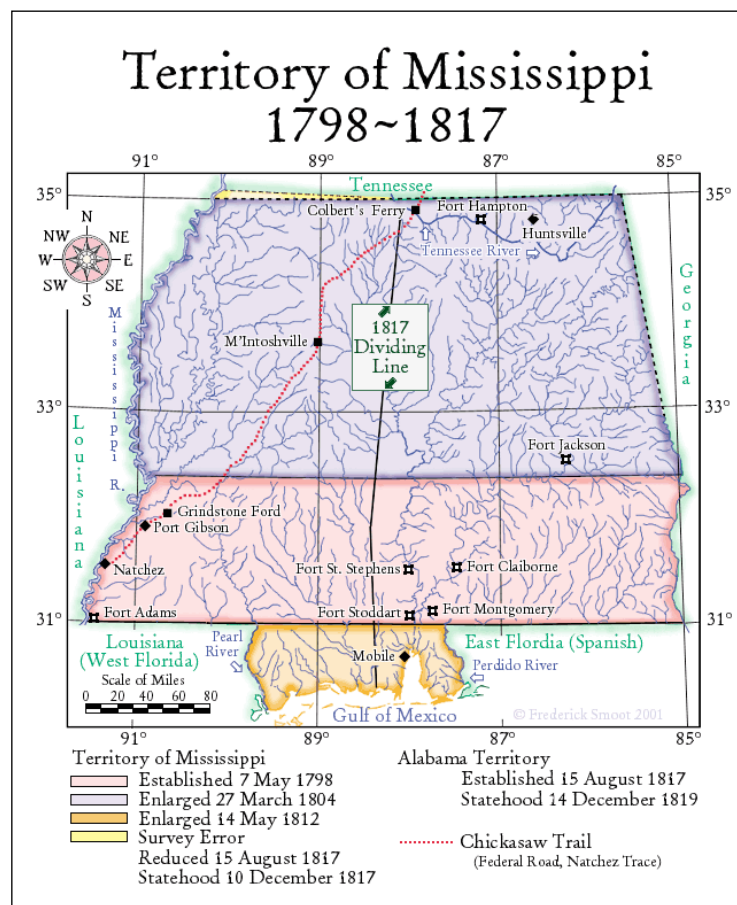 Territory of Mississippi
1798~1817
91°
89°
87°
85°
35°
35°
Tennessee
Colbert's Ferry
Fort Hampton
Huntsville
Tennessee River
N
NW
NE
W
E
SW
SE
S
Mississippi R.
Georgia
1817
Dividing
Line
M'Intoshville
33°
33°
Louisiana
Fort Jackson
Grindstone Ford
Port Gibson
Natchez
Fort St. Stephens
Fort Claiborne
Fort Adams
Fort Stoddart
Fort Montgomery
31°
31°
Louisiana
(West Florida)
Pearl
River
East Flordia (Spanish)
Mobile
Perdido River
Scale of Miles
0 20 40 60 80
Gulf of Mexico
© Frederick Smoot 2001
91°
89°
87°
85°
Territory of Mississippi
Established 7 May 1798
Enlarged 27 March 1804
Enlarged 14 May 1812
Survey Error
Reduced 15 August 1817
Statehood 10 December 1817
Alabama Territory
Established 15 August 1817
Statehood 14 December 1819
Chickasaw Trail
(Federal Road, Natchez Trace)